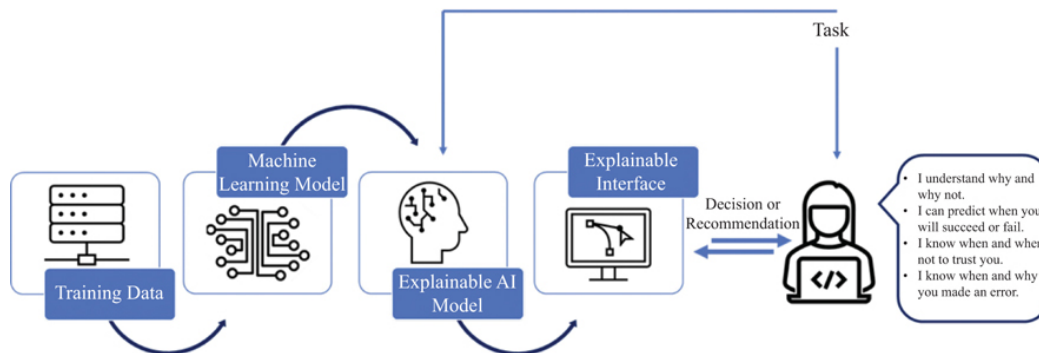 Task
Machine
Learning Model
Explainable
Interface
Decision or
Recommendation
Training Data
Explainable AI
Model
</>
• I understand why and
why not.
• I can predict when you
will succeed or fail.
• I know when and when
not to trust you.
• I know when and why
you made an error.